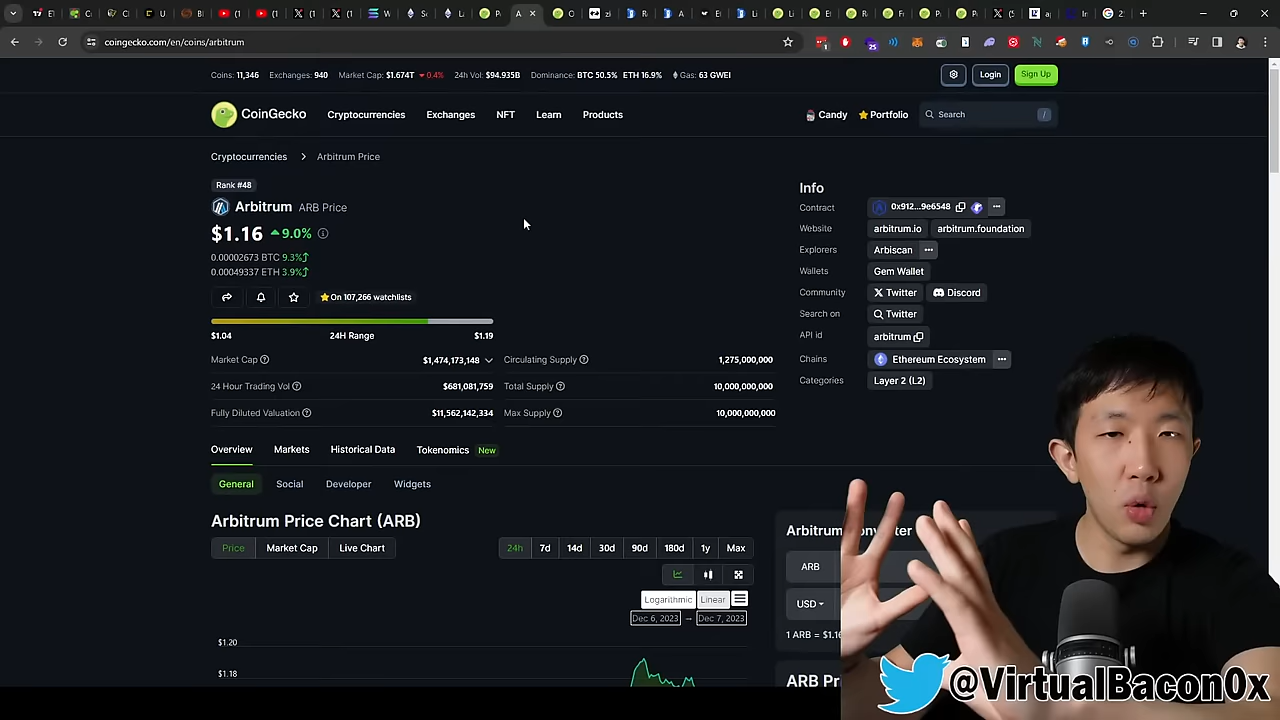 coingecko.com/en/coins/arbitrum
Coins: 11,346 Exchanges: 940 Market Cap: $1.674T 0.4% 24h Vol: $94.935B Dominance: BTC 50.5% ETH 16.9% Gas: 63 GWEI
Login Sign Up
CoinGecko Cryptocurrencies Exchanges NFT Learn Products Candy Portfolio Search /
Cryptocurrencies > Arbitrum Price
Rank #48
Arbitrum ARB Price
$1.16 9.0%
0.00002673 BTC 9.3%
0.00049337 ETH 3.9%
On 107,266 watchlists
$1.04 24H Range $1.19
Market Cap $1,474,173,148 Circulating Supply 1,275,000,000
24 Hour Trading Vol $681,081,759 Total Supply 10,000,000,000
Fully Diluted Valuation $11,562,142,334 Max Supply 10,000,000,000
Info
Contract 0x912...9e6548
Website arbitrum.io arbitrum.foundation
Explorers Arbiscan
Wallets Gem Wallet
Community Twitter Discord
Search on Twitter
API id arbitrum
Chains Ethereum Ecosystem
Categories Layer 2 (L2)
Overview Markets Historical Data Tokenomics New
General Social Developer Widgets
Arbitrum Price Chart (ARB)
Price Market Cap Live Chart 24h 7d 14d 30d 90d 180d 1y Max
Logarithmic Linear
Dec 6, 2023 → Dec 7, 2023
$1.20
$1.18
ARB
USD
1 ARB = $1.16
ARB
@VirtualBacon0x